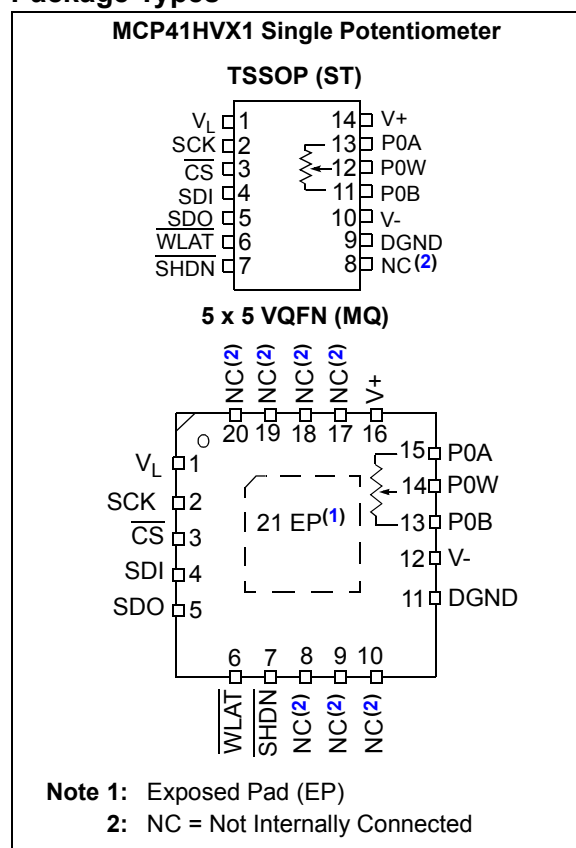 Package Types
MCP41HVX1 Single Potentiometer
TSSOP (ST)
VL 1
SCK 2
CS 3
SDI 4
SDO 5
WLAT 6
SHDN 7
14 V+
13 P0A
12 P0W
11 P0B
10 V-
9 DGND
8 NC(2)
5 x 5 VQFN (MQ)
NC(2) NC(2) NC(2) NC(2) V+
20 19 18 17 16
VL 1
SCK 2
CS 3
SDI 4
SDO 5
21 EP(1)
15 P0A
14 P0W
13 P0B
12 V-
11 DGND
6 7 8 9 10
WLAT SHDN NC(2) NC(2) NC(2)
Note 1: Exposed Pad (EP)
2: NC = Not Internally Connected